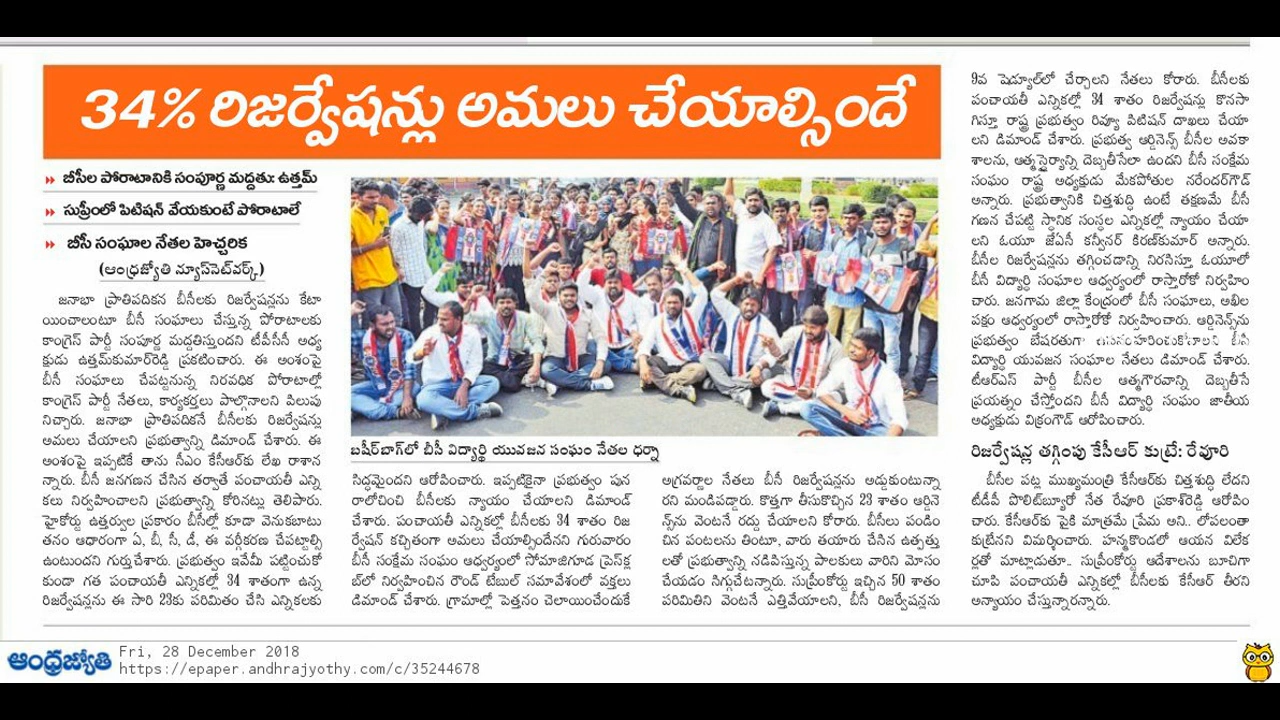 34% రిజర్వేషన్లు అమలు చేయాల్సిందే
బీసీల పోరాటానికి సంపూర్ణ మద్దతు: ఉత్తమ్
సుప్రీంలో పిటిషన్ వేయకుంటే పోరాటాలే
బీసీ సంఘాల నేతల హెచ్చరిక
(ఆంధ్రజ్యోతి న్యూస్‌నెట్‌వర్క్)
జనాభా ప్రాతిపదికన బీసీలకు రిజర్వేషన్లను కేటా
యించాలంటూ బీసీ సంఘాలు చేస్తున్న పోరాటాలకు
కాంగ్రెస్ పార్టీ సంపూర్ణ మద్దతిస్తుందని టీపీసీసీ అధ్య
క్షుడు ఉత్తమ్‌కుమార్‌రెడ్డి ప్రకటించారు. ఈ అంశంపై
బీసీ సంఘాలు చేపట్టనున్న నిరవధిక పోరాటాల్లో
కాంగ్రెస్ పార్టీ నేతలు, కార్యకర్తలు పాల్గొనాలని పిలుపు
నిచ్చారు. జనాభా ప్రాతిపదికనే బీసీలకు రిజర్వేషన్లు
అమలు చేయాలని ప్రభుత్వాన్ని డిమాండ్ చేశారు. ఈ
అంశంపై ఇప్పటికే తాను సీఎం కేసీఆర్‌కు లేఖ రాశాన
న్నారు. బీసీ జనగణన చేసిన తర్వాతే పంచాయతీ ఎన్ని
కలు నిర్వహించాలని ప్రభుత్వాన్ని కోరినట్లు తెలిపారు.
హైకోర్టు ఉత్తర్వుల ప్రకారం బీసీల్లో కూడా వెనుకబాటు
తనం ఆధారంగా ఏ, బీ, సీ, డీ, ఈ వర్గీకరణ చేపట్టాల్సి
ఉంటుందని గుర్తుచేశారు. ప్రభుత్వం ఇవేమీ పట్టించుకో
కుండా గత పంచాయతీ ఎన్నికల్లో 34 శాతంగా ఉన్న
రిజర్వేషన్లను ఈ సారి 23కు పరిమితం చేసి ఎన్నికలకు
బషీర్‌బాగ్‌లో బీసీ విద్యార్థి యువజన సంఘం నేతల ధర్నా
సిద్ధమైందని ఆరోపించారు. ఇప్పటికైనా ప్రభుత్వం పున
రాలోచించి బీసీలకు న్యాయం చేయాలని డిమాండ్
చేశారు. పంచాయతీ ఎన్నికల్లో బీసీలకు 34 శాతం రిజ
ర్వేషన్ కచ్చితంగా అమలు చేయాల్సిందేనని గురువారం
బీసీ సంక్షేమ సంఘం ఆధ్వర్యంలో సోమాజిగూడ ప్రెస్‌క్ల
బ్‌లో నిర్వహించిన రౌండ్ టేబుల్ సమావేశంలో వక్తలు
డిమాండ్ చేశారు. గ్రామాల్లో పెత్తనం చెలాయించేందుకే
అగ్రవర్ణాల నేతలు బీసీ రిజర్వేషన్లను అడ్డుకుంటున్నా
రని మండిపడ్డారు. కొత్తగా తీసుకొచ్చిన 23 శాతం ఆర్డినె
న్స్‌ను వెంటనే రద్దు చేయాలని కోరారు. బీసీలు పండిం
చిన పంటలను తింటూ, వారు తయారు చేసిన ఉత్పత్తు
లతో ప్రభుత్వాన్ని నడిపిస్తున్న పాలకులు వారిని మోసం
చేయడం సిగ్గుచేటన్నారు. సుప్రీంకోర్టు ఇచ్చిన 50 శాతం
పరిమితిని వెంటనే ఎత్తివేయాలని, బీసీ రిజర్వేషన్లను
9వ షెడ్యూల్‌లో చేర్చాలని నేతలు కోరారు. బీసీలకు
పంచాయతీ ఎన్నికల్లో 34 శాతం రిజర్వేషన్లు కొనసా
గిస్తూ రాష్ట్ర ప్రభుత్వం రివ్యూ పిటిషన్ దాఖలు చేయా
లని డిమాండ్ చేశారు. ప్రభుత్వ ఆర్డినెన్స్ బీసీల అవకా
శాలను, ఆత్మస్థైర్యాన్ని దెబ్బతీసేలా ఉందని బీసీ సంక్షేమ
సంఘం రాష్ట్ర అధ్యక్షుడు మేకపోతుల నరేందర్‌గౌడ్
అన్నారు. ప్రభుత్వానికి చిత్తశుద్ధి ఉంటే తక్షణమే బీసీ
గణన చేపట్టి స్థానిక సంస్థల ఎన్నికల్లో న్యాయం చేయా
లని ఓయూ జేఏసీ కన్వీనర్ కిరణ్‌కుమార్ అన్నారు.
బీసీల రిజర్వేషన్లను తగ్గించడాన్ని నిరసిస్తూ ఓయూలో
బీసీ విద్యార్థి సంఘాల ఆధ్వర్యంలో రాస్తారోకో నిర్వహిం
చారు. జనగామ జిల్లా కేంద్రంలో బీసీ సంఘాలు, అఖిల
పక్షం ఆధ్వర్యంలో రాస్తారోకో నిర్వహించారు. ఆర్డినెన్స్‌ను
ప్రభుత్వం బేషరతుగా ఉపసంహరించుకోవాలని బీసీ
విద్యార్థి యువజన సంఘాల నేతలు డిమాండ్ చేశారు.
టీఆర్ఎస్ పార్టీ బీసీల ఆత్మగౌరవాన్ని దెబ్బతీసే
ప్రయత్నం చేస్తోందని బీసీ విద్యార్థి సంఘం జాతీయ
అధ్యక్షుడు విక్రంగౌడ్ ఆరోపించారు.
రిజర్వేషన్ల తగ్గింపు కేసీఆర్ కుట్రే: రేవూరి
బీసీల పట్ల ముఖ్యమంత్రి కేసీఆర్‌కు చిత్తశుద్ధి లేదని
టీడీపీ పొలిట్‌బ్యూరో నేత రేవూరి ప్రకాశ్‌రెడ్డి ఆరోపిం
చారు. కేసీఆర్‌కు పైకి మాత్రమే ప్రేమ అని.. లోపలంతా
కుట్రేనని విమర్శించారు. హన్మకొండలో ఆయన విలేక
ర్లతో మాట్లాడుతూ.. సుప్రీంకోర్టు ఆదేశాలను బూచిగా
చూపి పంచాయతీ ఎన్నికల్లో బీసీలకు కేసీఆర్ తీరని
అన్యాయం చేస్తున్నారన్నారు.
ఆంధ్రజ్యోతి
Fri, 28 December 2018
https://epaper.andhrajyothy.com/c/35244678